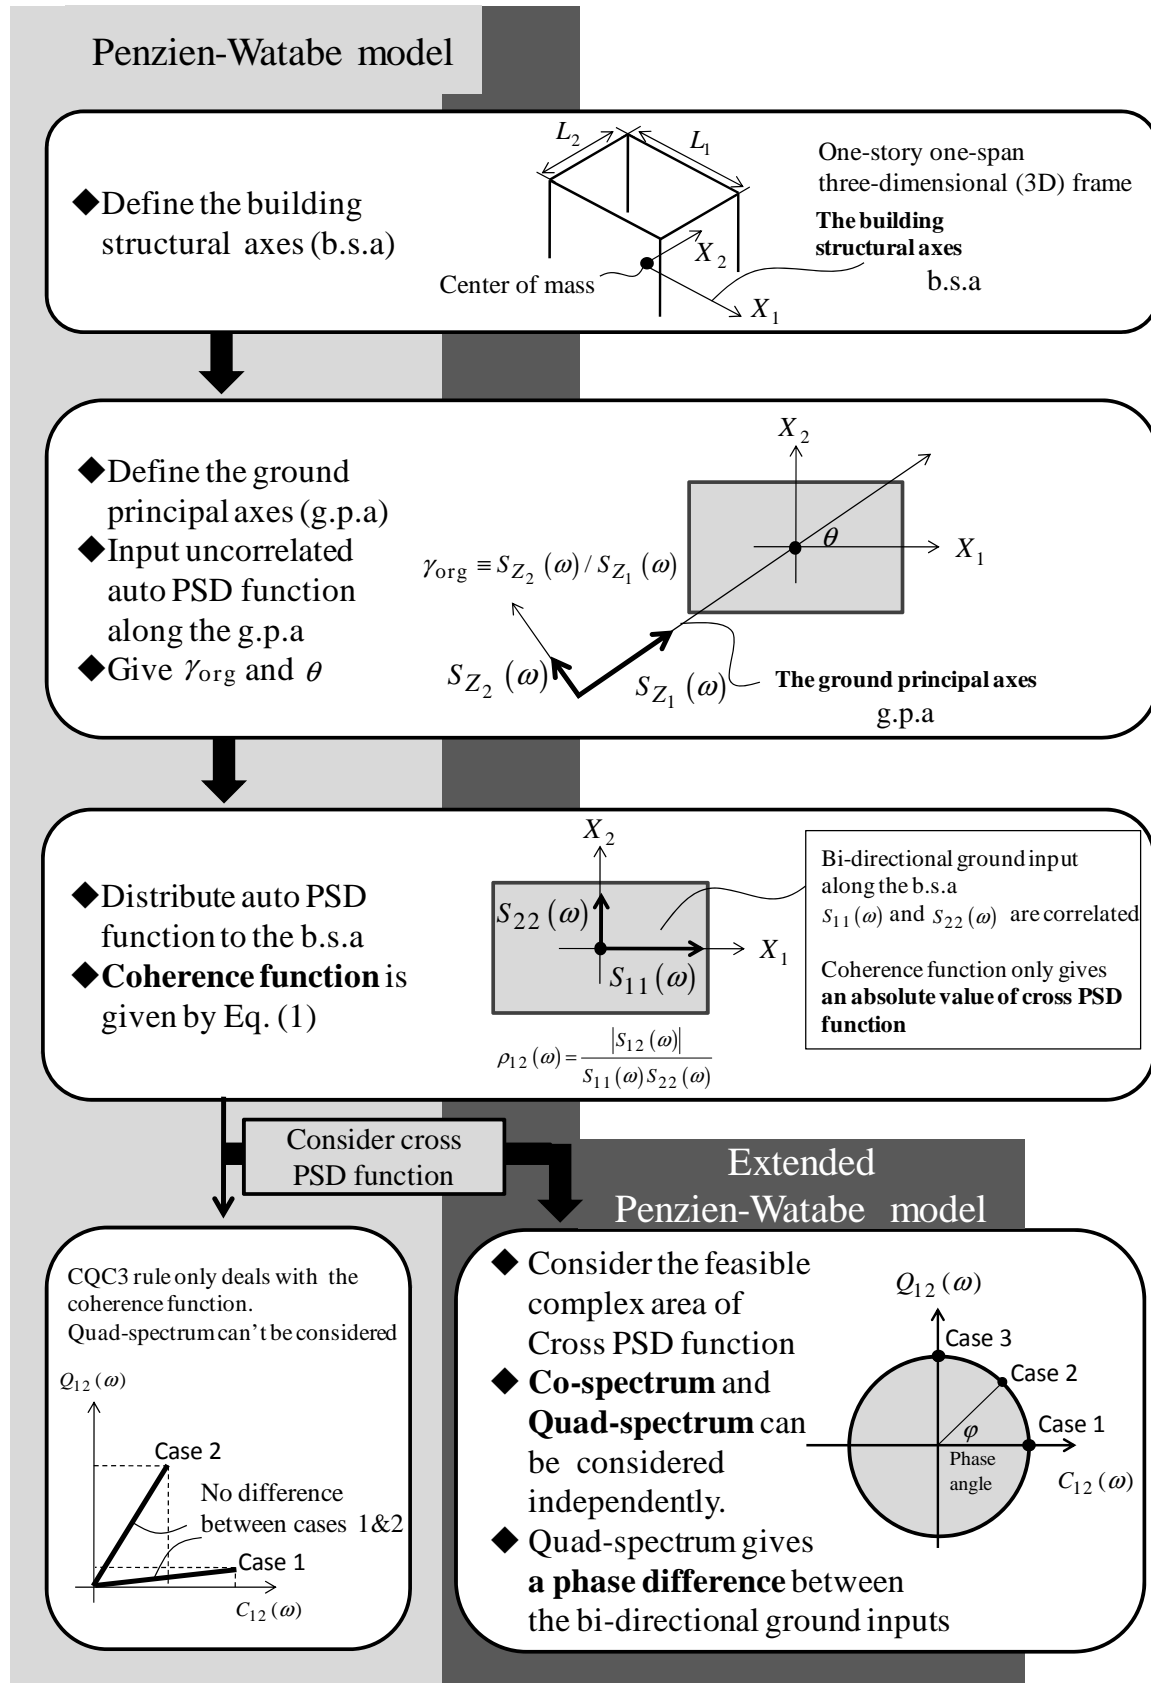 Penzien-Watabe model
◆Define the building
structural axes (b.s.a)
L₂
L₁
One-story one-span
three-dimensional (3D) frame
The building
structural axes
b.s.a
X₂
Center of mass
X₁
◆Define the ground
principal axes (g.p.a)
◆Input uncorrelated
auto PSD function
along the g.p.a
◆Give γorg and θ
X₂
θ
X₁
γorg ≡ S_Z₂ (ω) / S_Z₁ (ω)
S_Z₂ (ω)
S_Z₁ (ω)
The ground principal axes
g.p.a
◆Distribute auto PSD
function to the b.s.a
◆Coherence function is
given by Eq. (1)
X₂
S₂₂ (ω)
X₁
S₁₁ (ω)
ρ₁₂ (ω) = |S₁₂ (ω)| / S₁₁ (ω) S₂₂ (ω)
Bi-directional ground input
along the b.s.a
S₁₁ (ω) and S₂₂ (ω) are correlated
Coherence function only gives
an absolute value of cross PSD
function
Consider cross
PSD function
Extended
Penzien-Watabe model
CQC3 rule only deals with the
coherence function.
Quad-spectrum can't be considered
Q₁₂ (ω)
Case 2
No difference
between cases 1&2
Case 1
C₁₂ (ω)
◆ Consider the feasible
complex area of
Cross PSD function
◆ Co-spectrum and
Quad-spectrum can
be considered
independently.
◆ Quad-spectrum gives
a phase difference between
the bi-directional ground inputs
Q₁₂ (ω)
Case 3
Case 2
φ
Case 1
Phase
angle
C₁₂ (ω)